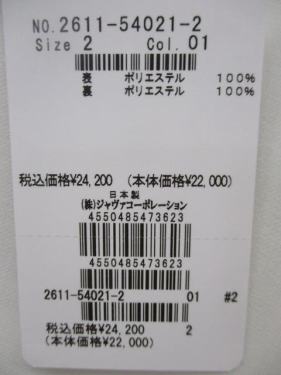 NO. 2611-54021-2
Size 2 Col. 01
表 ポリエステル 100%
裏 ポリエステル 100%
税込価格¥24,200 (本体価格¥22,000)
日本製
(株)ジャヴァコーポレーション
4550485473623
4550485473623
2611-54021-2 01 #2
税込価格¥24,200 2
(本体価格¥22,000)